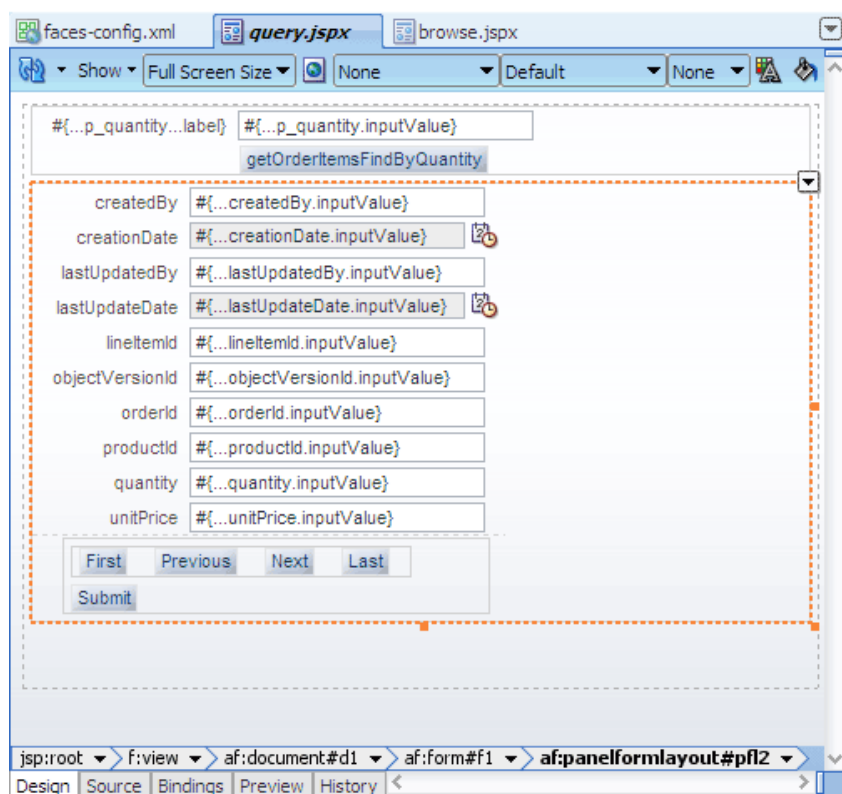 faces-config.xml query.jspx browse.jspx
Show Full Screen Size None Default None
#{...p_quantity...label} #{...p_quantity.inputValue}
getOrderItemsFindByQuantity
createdBy #{...createdBy.inputValue}
creationDate #{...creationDate.inputValue}
lastUpdatedBy #{...lastUpdatedBy.inputValue}
lastUpdateDate #{...lastUpdateDate.inputValue}
lineItemId #{...lineItemId.inputValue}
objectVersionId #{...objectVersionId.inputValue}
orderId #{...orderId.inputValue}
productId #{...productId.inputValue}
quantity #{...quantity.inputValue}
unitPrice #{...unitPrice.inputValue}
First Previous Next Last
Submit
jsp:root f:view af:document#d1 af:form#f1 af:panelformlayout#pfl2
Design Source Bindings Preview History